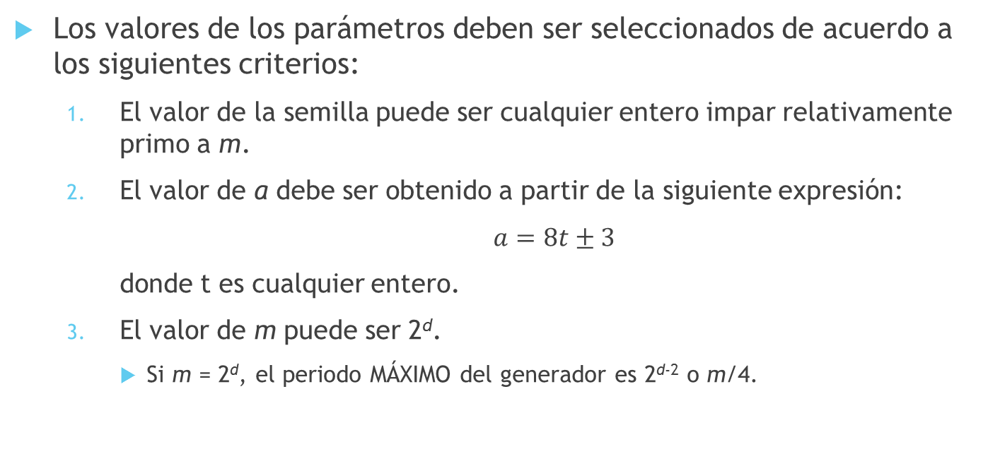 Los valores de los parámetros deben ser seleccionados de acuerdo a
los siguientes criterios:
1. El valor de la semilla puede ser cualquier entero impar relativamente
primo a m.
2. El valor de a debe ser obtenido a partir de la siguiente expresión:
a = 8t ± 3
donde t es cualquier entero.
3. El valor de m puede ser 2^d.
Si m = 2^d, el periodo MÁXIMO del generador es 2^{d-2} o m/4.